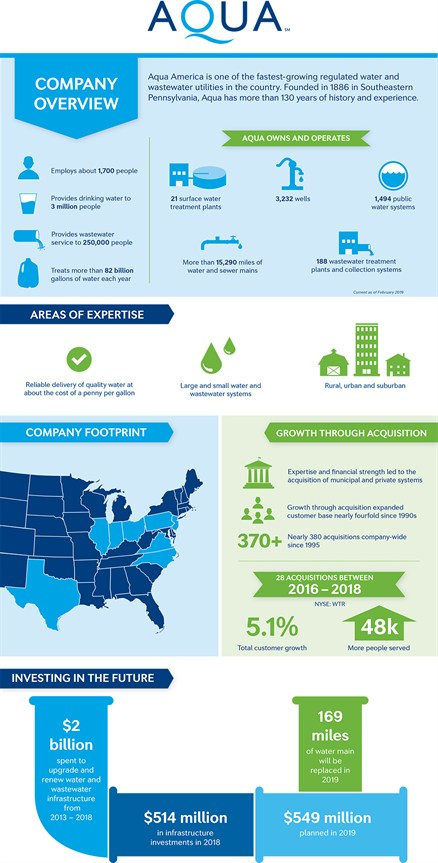 AQUA
SM
COMPANY
OVERVIEW
Aqua America is one of the fastest-growing regulated water and
wastewater utilities in the country. Founded in 1886 in Southeastern
Pennsylvania, Aqua has more than 130 years of history and experience.
AQUA OWNS AND OPERATES
Employs about 1,700 people
Provides drinking water to
3 million people
Provides wastewater
service to 250,000 people
Treats more than 82 billion
gallons of water each year
21 surface water
treatment plants
3,232 wells
1,494 public
water systems
More than 15,290 miles of
water and sewer mains
188 wastewater treatment
plants and collection systems
Current as of February 2019
AREAS OF EXPERTISE
Reliable delivery of quality water at
about the cost of a penny per gallon
Large and small water and
wastewater systems
Rural, urban and suburban
COMPANY FOOTPRINT
GROWTH THROUGH ACQUISITION
Expertise and financial strength led to the
acquisition of municipal and private systems
Growth through acquisition expanded
customer base nearly fourfold since 1990s
370+
Nearly 380 acquisitions company-wide
since 1995
28 ACQUISITIONS BETWEEN
2016 – 2018
NYSE: WTR
5.1%
Total customer growth
48k
More people served
INVESTING IN THE FUTURE
$2
billion
spent to
upgrade and
renew water and
wastewater
infrastructure
from
2013 – 2018
$514 million
in infrastructure
investments in 2018
169
miles
of water main
will be
replaced in
2019
$549 million
planned in 2019